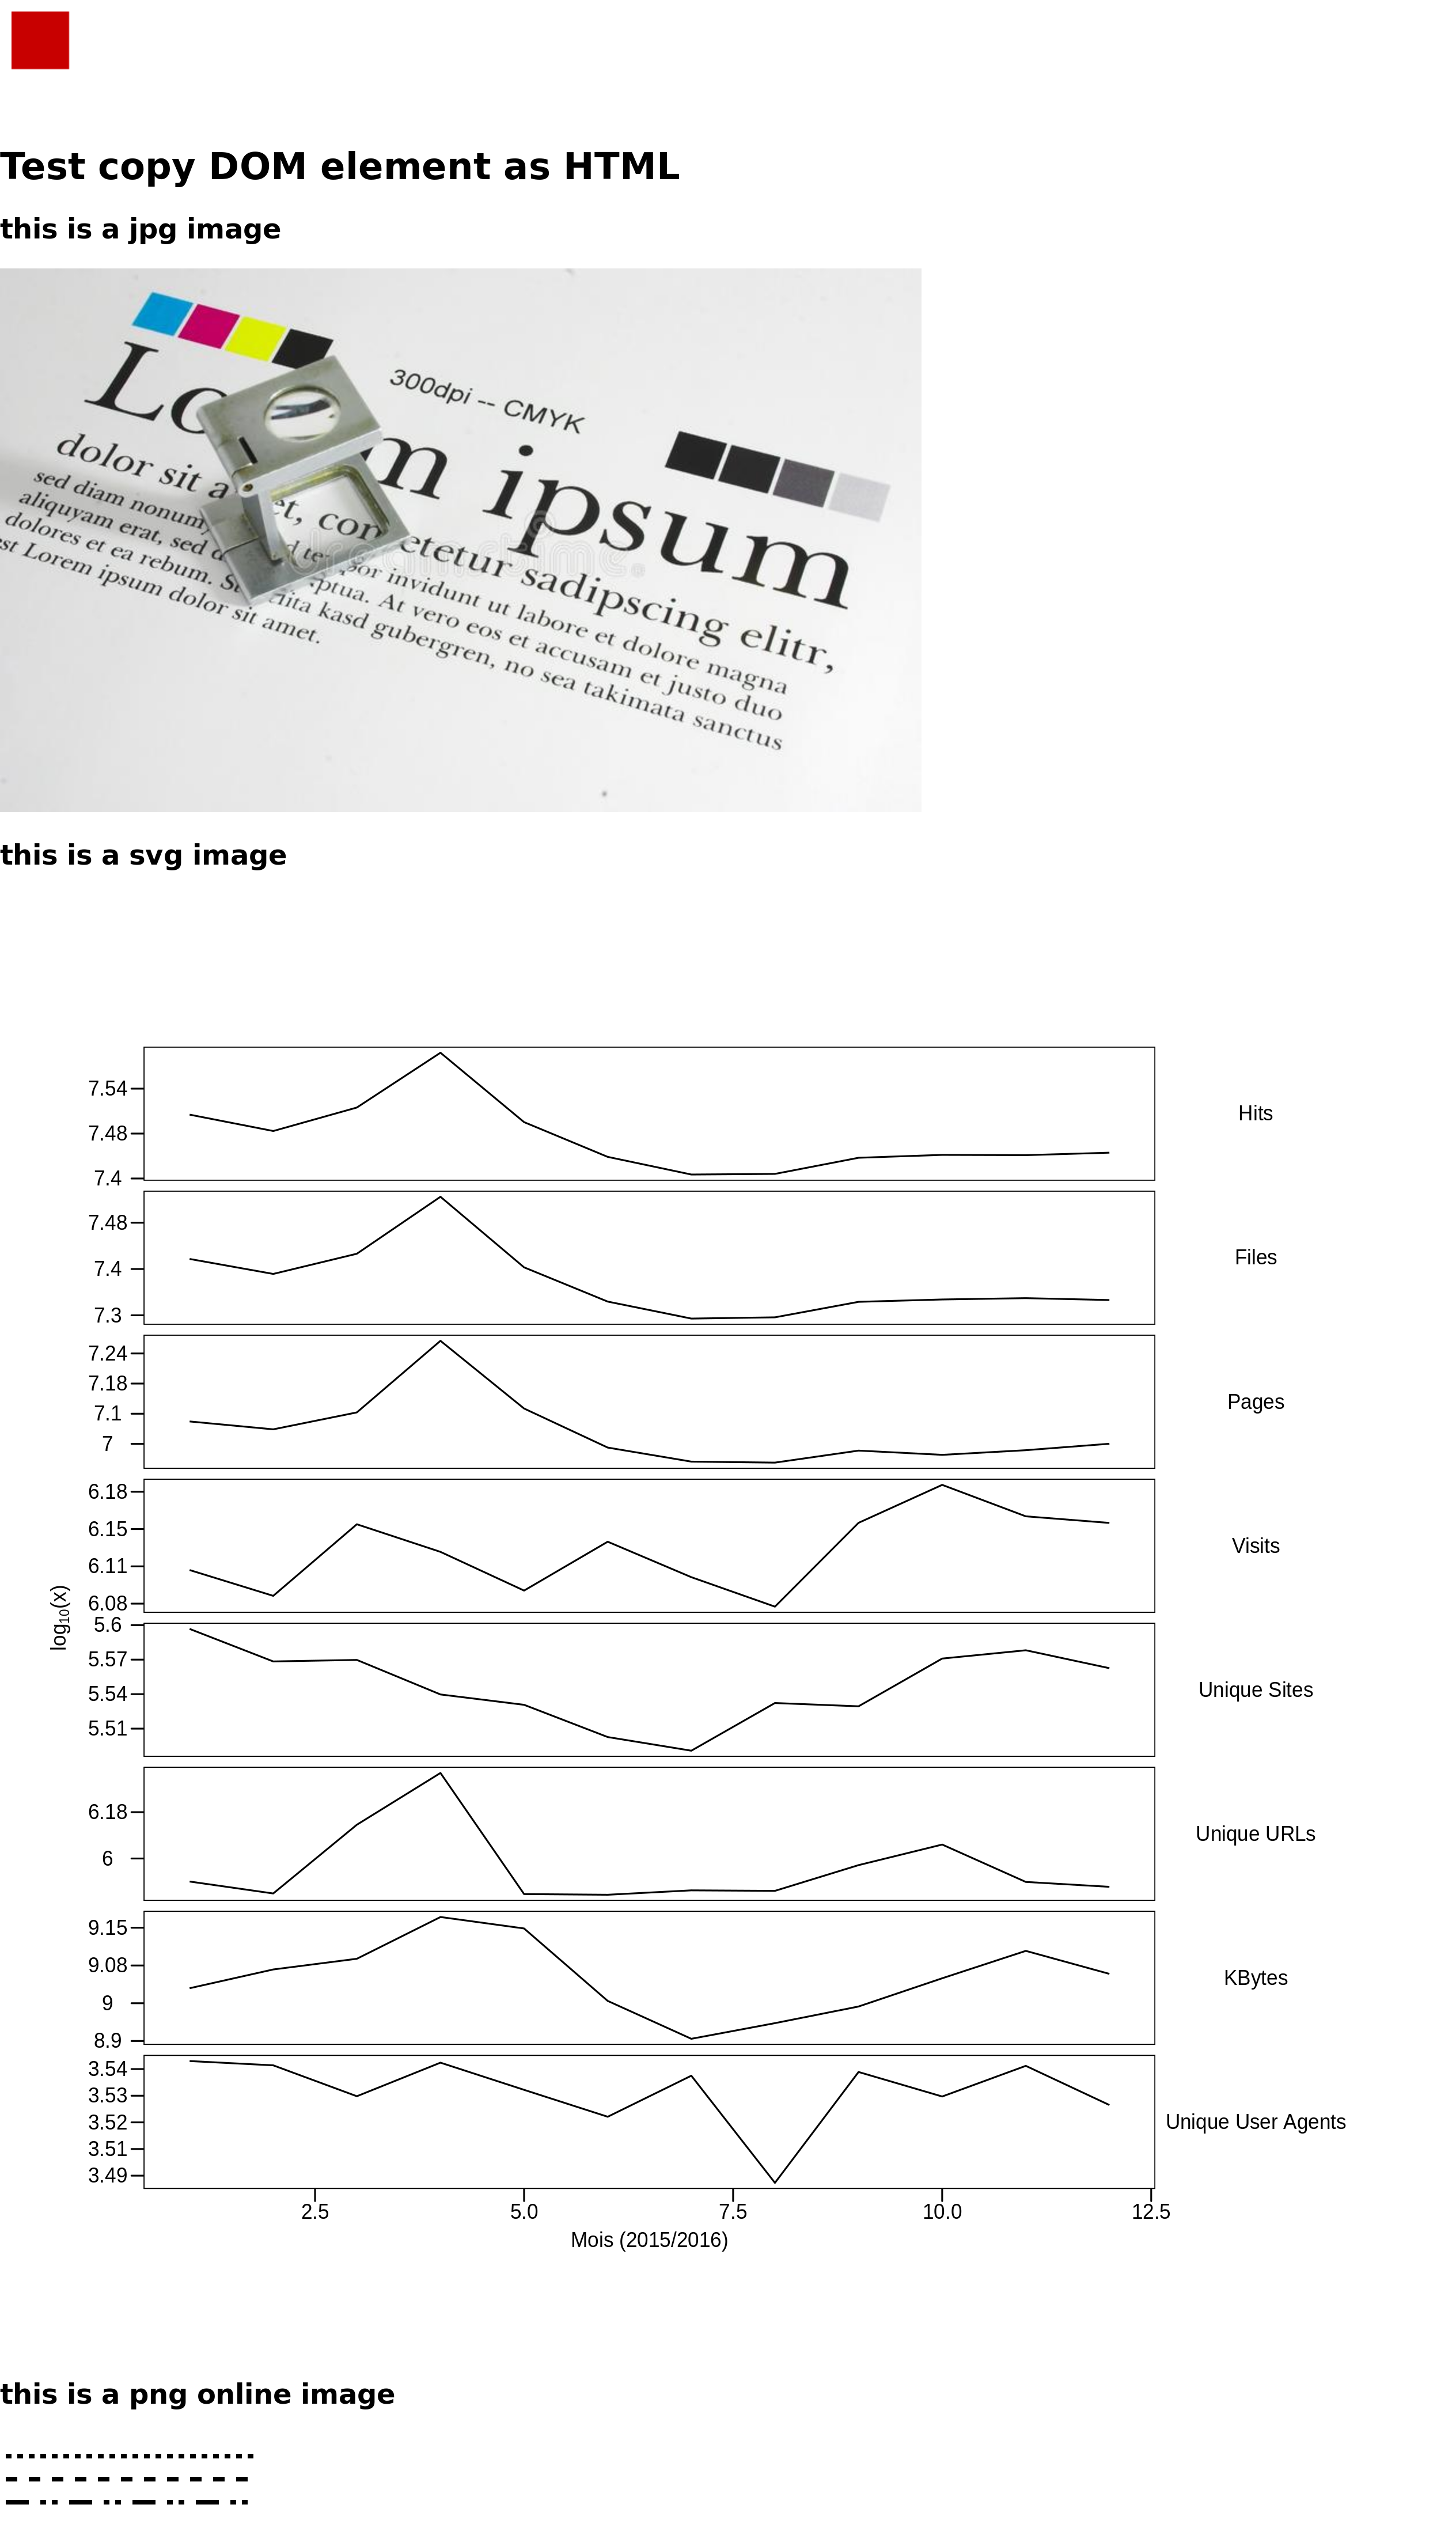 Test copy DOM element as HTML
this is a jpg image
300dpi -- CMYK
m ipsum
dolor sit a et, con etetur sadipscing elitr,
sed diam nonum por invidunt ut labore et dolore magna
aliquyam erat, sed ptua. At vero eos et accusam et justo duo
dolores et ea rebum. kasd gubergren, no sea takimata sanctus
est Lorem ipsum dolor sit amet.
this is a svg image
7.54
7.48
7.4
Hits
7.48
7.4
7.3
Files
7.24
7.18
7.1
7
Pages
6.18
6.15
6.11
6.08
Visits
log10(x)
5.6
5.57
5.54
5.51
Unique Sites
6.18
6
Unique URLs
9.15
9.08
9
8.9
KBytes
3.54
3.53
3.52
3.51
3.49
Unique User Agents
2.5 5.0 7.5 10.0 12.5
Mois (2015/2016)
this is a png online image